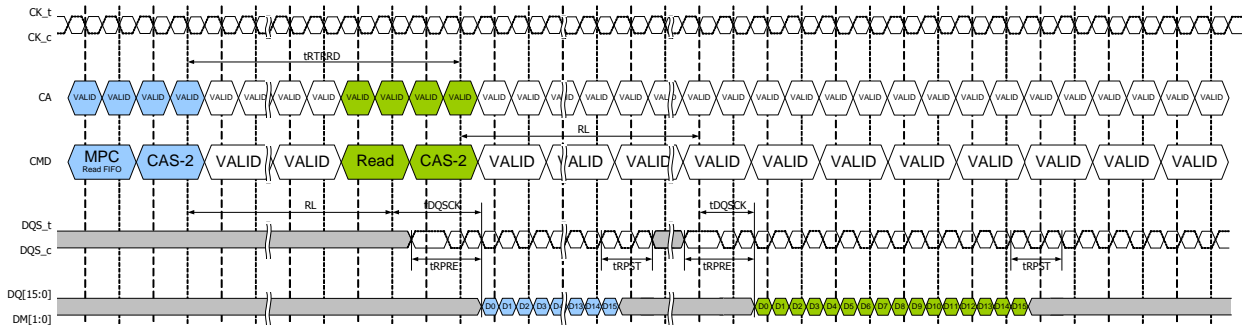 CK_t
CK_c
tRTRRD
CA VALID VALID VALID VALID VALID VALID VALID VALID VALID VALID VALID VALID VALID VALID VALID VALID VALID VALID VALID VALID VALID VALID VALID VALID VALID VALID VALID VALID VALID VALID VALID VALID VALID VALID
RL
CMD MPC CAS-2 VALID VALID Read CAS-2 VALID VALID VALID VALID VALID VALID VALID VALID VALID VALID VALID
Read FIFO
RL tDQSCK tDQSCK
DQS_t
DQS_c
tRPRE tRPST tRPRE tRPST
DQ[15:0] D0 D1 D2 D3 D4 D13 D14 D15 D0 D1 D2 D3 D4 D5 D6 D7 D8 D9 D10 D11 D12 D13 D14 D15
DM[1:0]